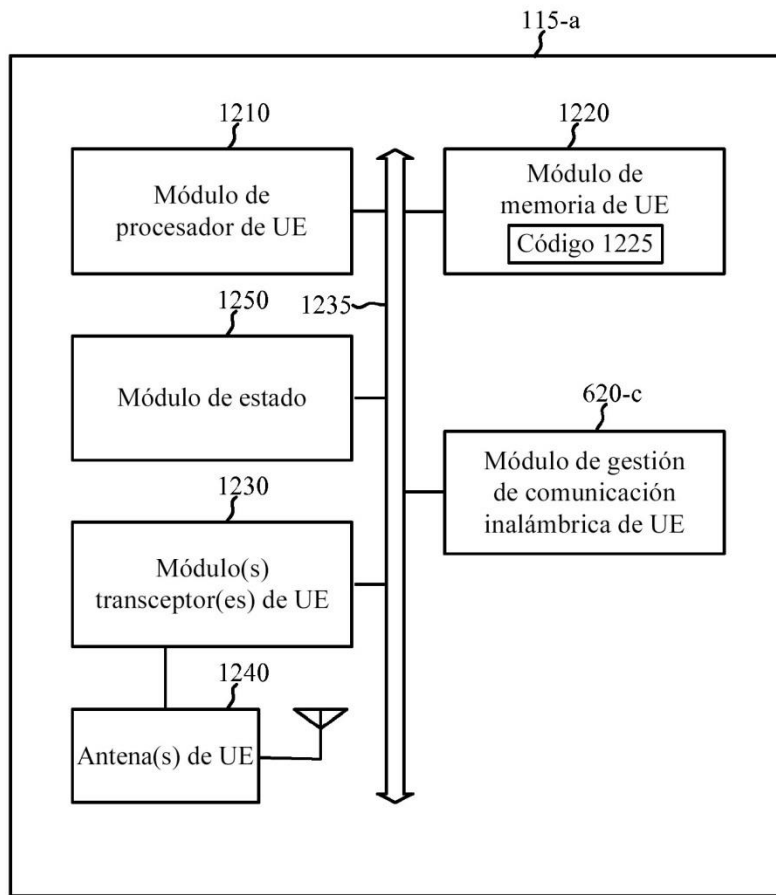 115-a
1210
Módulo de
procesador de UE
1220
Módulo de
memoria de UE
Código 1225
1235
1250
Módulo de estado
620-c
Módulo de gestión
de comunicación
inalámbrica de UE
1230
Módulo(s)
transceptor(es) de UE
1240
Antena(s) de UE